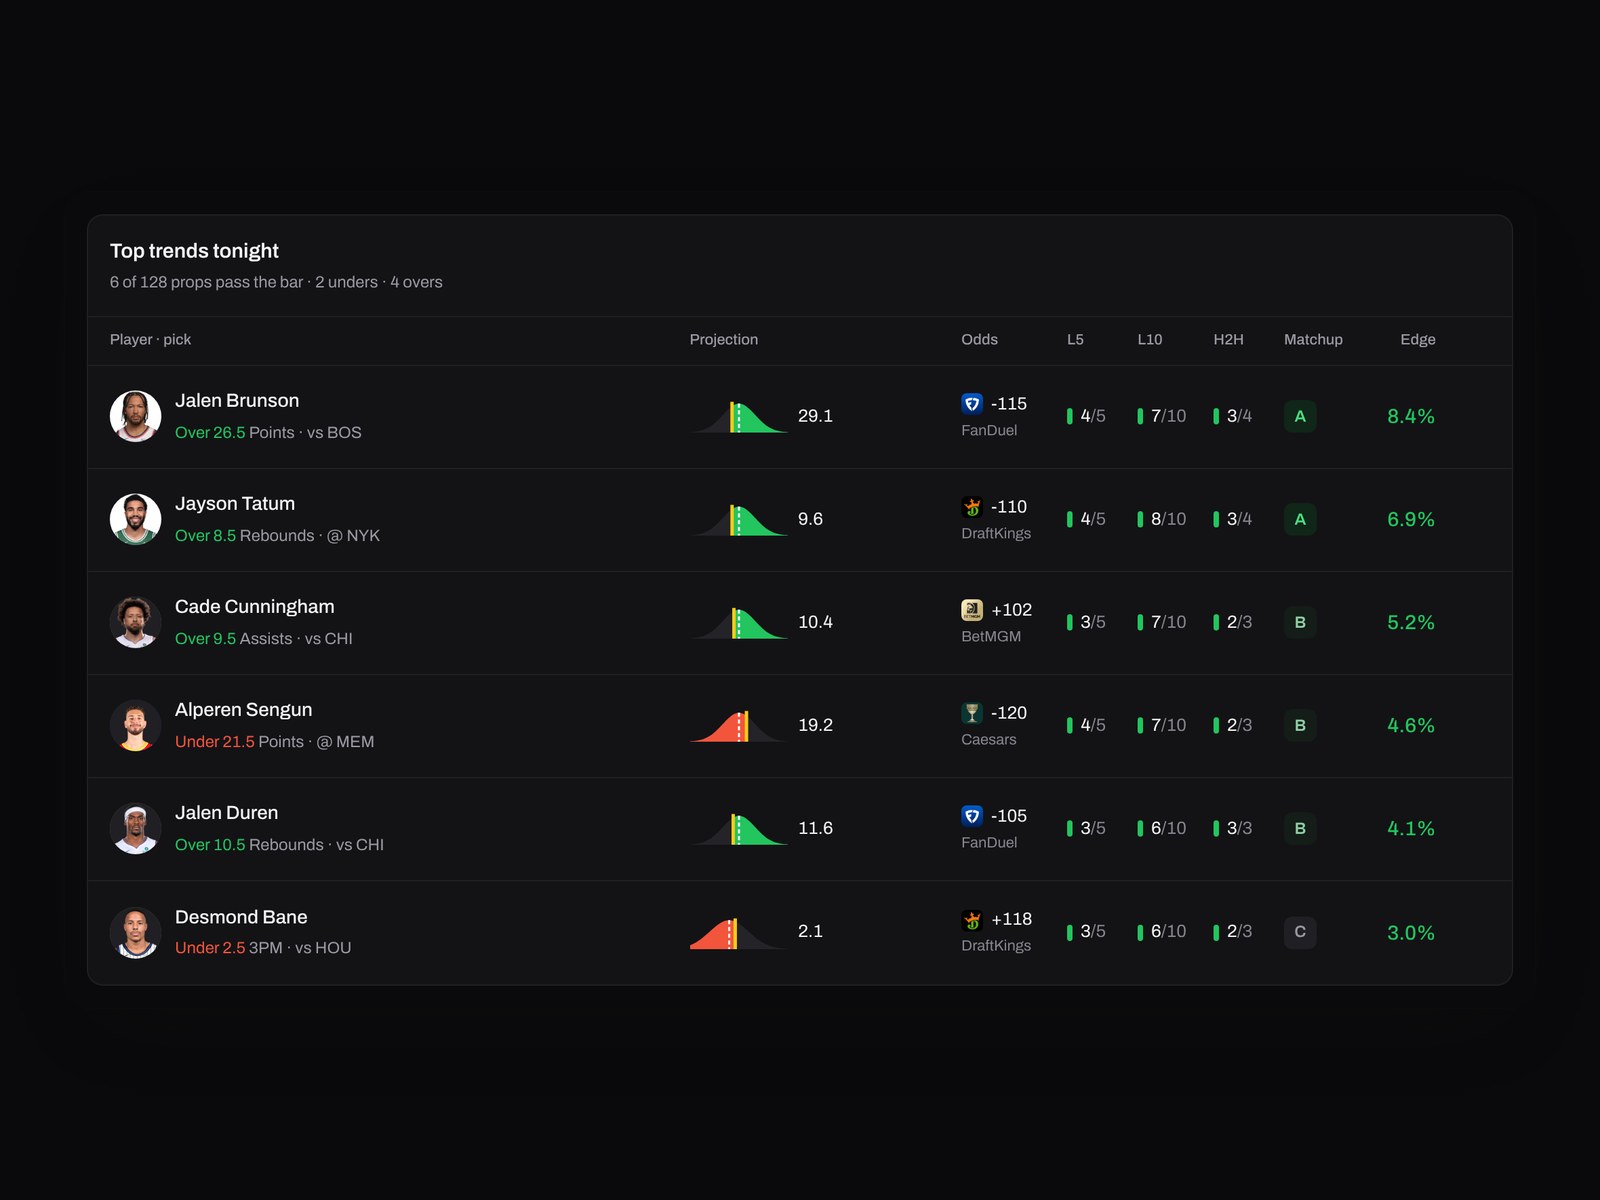 Top trends tonight
6 of 128 props pass the bar · 2 unders · 4 overs
Player · pick Projection Odds L5 L10 H2H Matchup Edge
Jalen Brunson
Over 26.5 Points · vs BOS
29.1
-115
FanDuel
4/5 7/10 3/4 A 8.4%
Jayson Tatum
Over 8.5 Rebounds · @ NYK
9.6
-110
DraftKings
4/5 8/10 3/4 A 6.9%
Cade Cunningham
Over 9.5 Assists · vs CHI
10.4
+102
BetMGM
3/5 7/10 2/3 B 5.2%
Alperen Sengun
Under 21.5 Points · @ MEM
19.2
-120
Caesars
4/5 7/10 2/3 B 4.6%
Jalen Duren
Over 10.5 Rebounds · vs CHI
11.6
-105
FanDuel
3/5 6/10 3/3 B 4.1%
Desmond Bane
Under 2.5 3PM · vs HOU
2.1
+118
DraftKings
3/5 6/10 2/3 C 3.0%